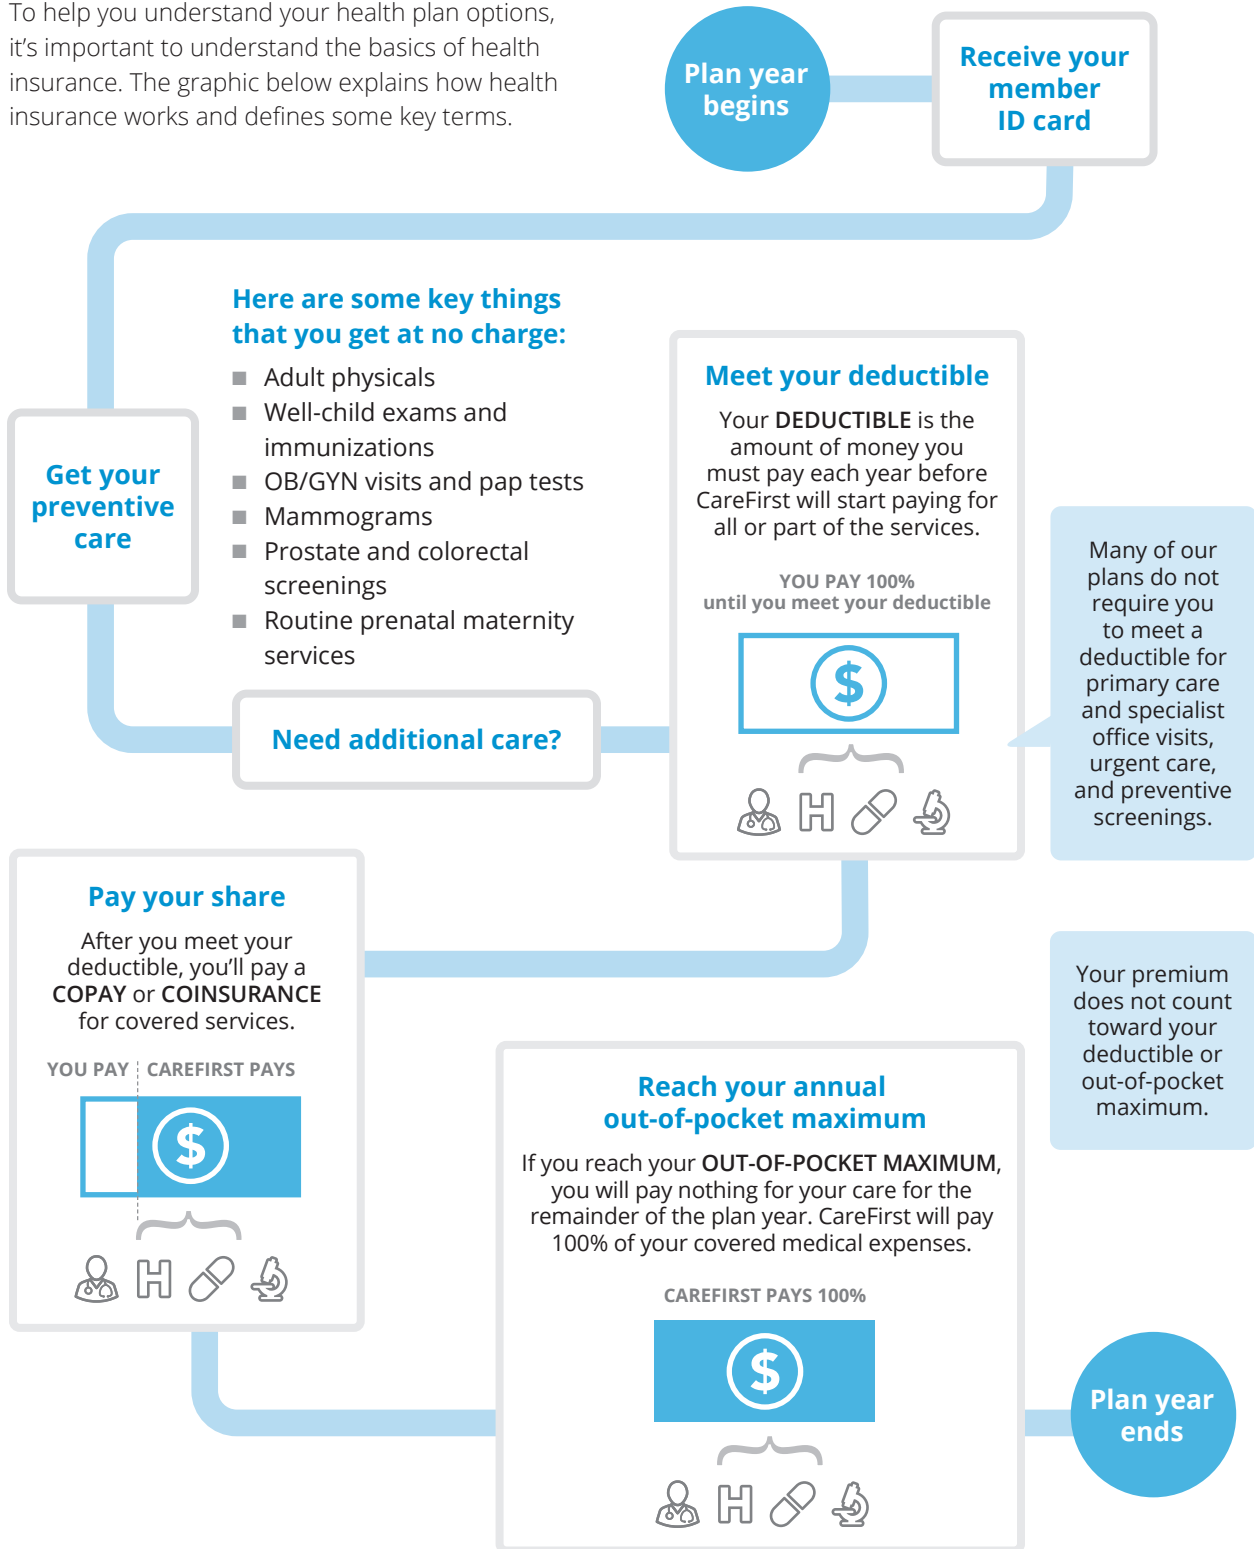 To help you understand your health plan options,
it’s important to understand the basics of health
insurance. The graphic below explains how health
insurance works and defines some key terms.
Plan year
begins
Receive your
member
ID card
Get your
preventive
care
Here are some key things
that you get at no charge:
■ Adult physicals
■ Well-child exams and
immunizations
■ OB/GYN visits and pap tests
■ Mammograms
■ Prostate and colorectal
screenings
■ Routine prenatal maternity
services
Need additional care?
Meet your deductible
Your DEDUCTIBLE is the
amount of money you
must pay each year before
CareFirst will start paying for
all or part of the services.
YOU PAY 100%
until you meet your deductible
$
H
Many of our
plans do not
require you
to meet a
deductible for
primary care
and specialist
office visits,
urgent care,
and preventive
screenings.
Pay your share
After you meet your
deductible, you’ll pay a
COPAY or COINSURANCE
for covered services.
YOU PAY CAREFIRST PAYS
$
H
Your premium
does not count
toward your
deductible or
out-of-pocket
maximum.
Reach your annual
out-of-pocket maximum
If you reach your OUT-OF-POCKET MAXIMUM,
you will pay nothing for your care for the
remainder of the plan year. CareFirst will pay
100% of your covered medical expenses.
CAREFIRST PAYS 100%
$
H
Plan year
ends